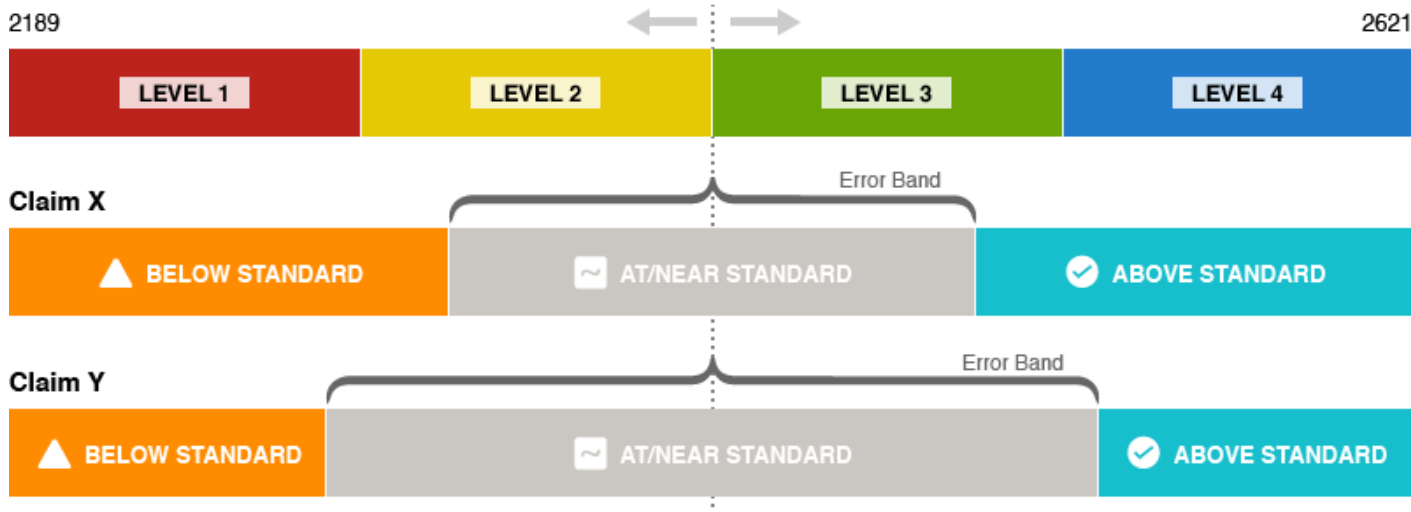 2189
2621
LEVEL 1
LEVEL 2
LEVEL 3
LEVEL 4
Claim X
Error Band
BELOW STANDARD
~ AT/NEAR STANDARD
ABOVE STANDARD
Claim Y
Error Band
BELOW STANDARD
~ AT/NEAR STANDARD
ABOVE STANDARD